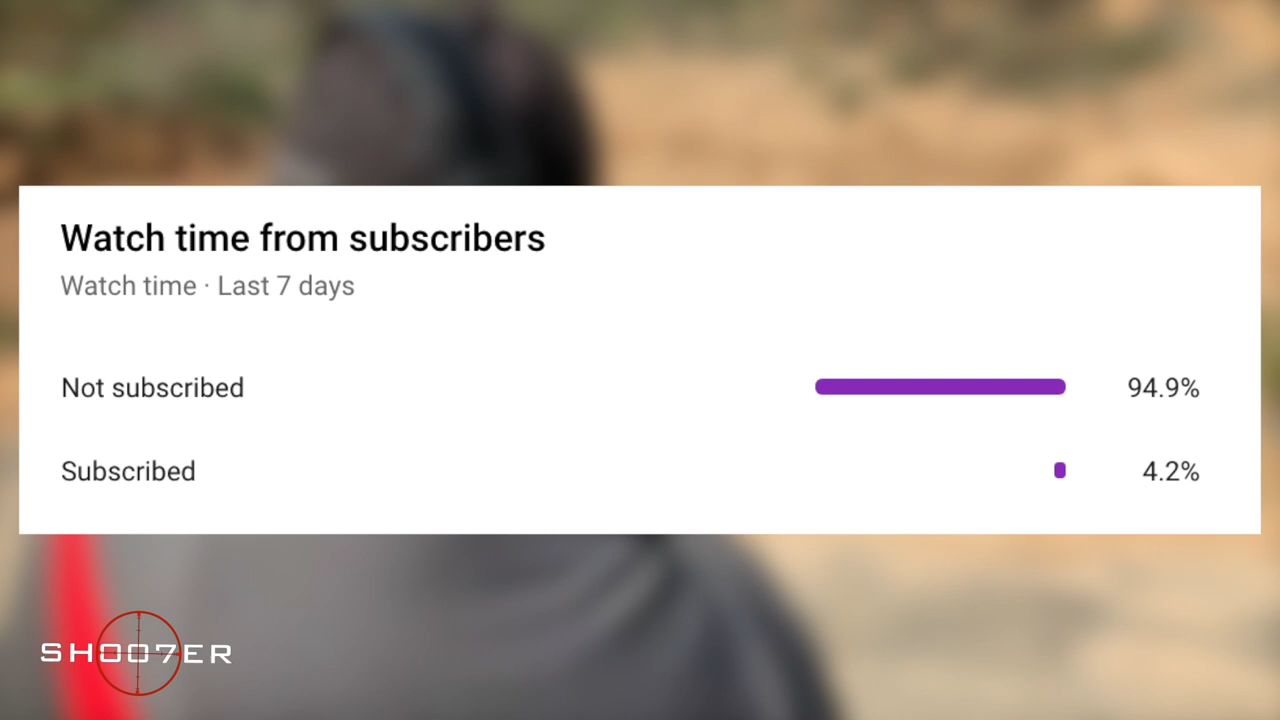 Watch time from subscribers
Watch time · Last 7 days
Not subscribed 94.9%
Subscribed 4.2%
SHOO7ER